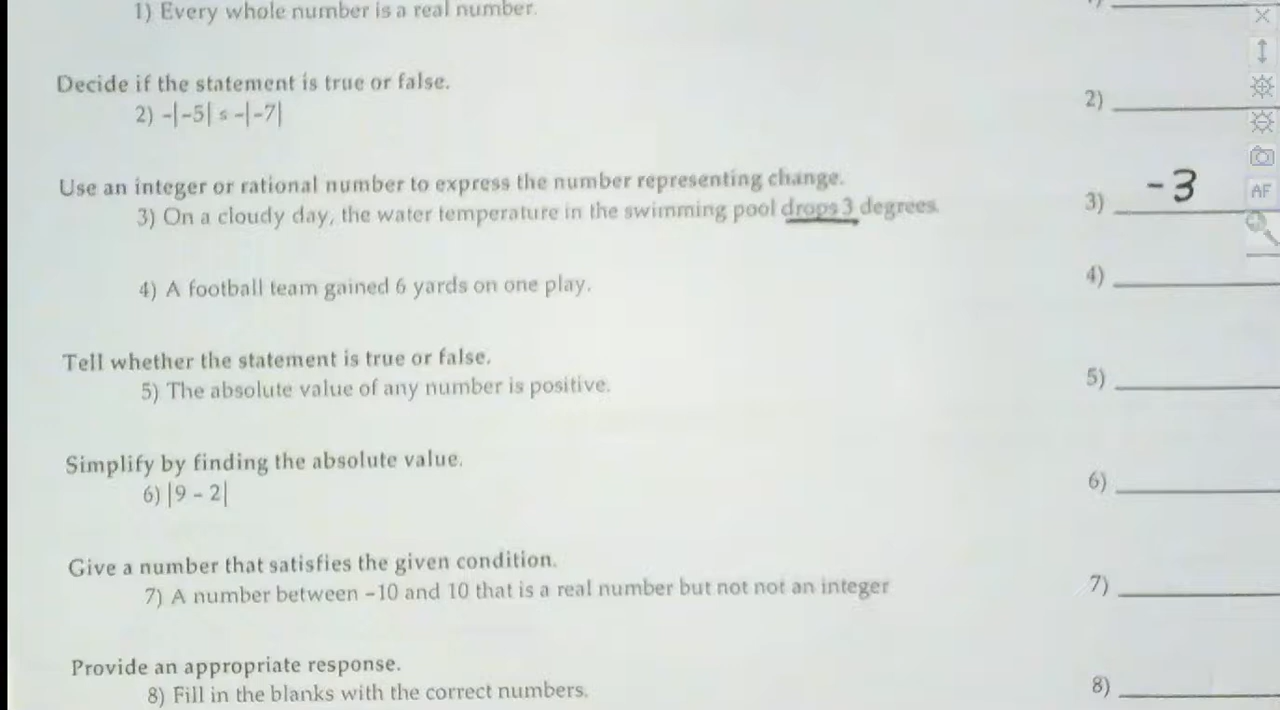 1) Every whole number is a real number.
Decide if the statement is true or false.
2) -|-5| ≤ -|-7|
2)
Use an integer or rational number to express the number representing change.
3) On a cloudy day, the water temperature in the swimming pool drops 3 degrees.
3) -3
4) A football team gained 6 yards on one play.
4)
Tell whether the statement is true or false.
5) The absolute value of any number is positive.
5)
Simplify by finding the absolute value.
6) |9 - 2|
6)
Give a number that satisfies the given condition.
7) A number between -10 and 10 that is a real number but not not an integer
7)
Provide an appropriate response.
8) Fill in the blanks with the correct numbers.
8)
AF